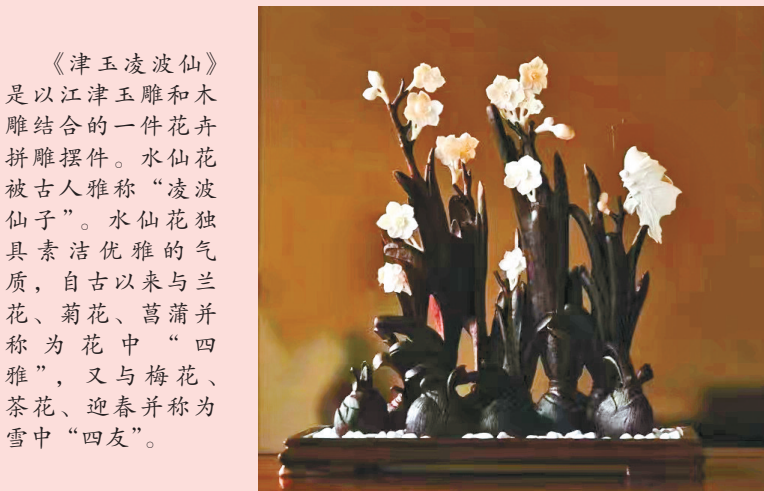 《津玉凌波仙》
是以江津玉雕和木
雕结合的一件花卉
拼雕摆件。水仙花
被古人雅称“凌波
仙子”。水仙花独
具素洁优雅的气
质，自古以来与兰
花、菊花、菖蒲并
称为花中“四
雅”，又与梅花、
茶花、迎春并称为
雪中“四友”。